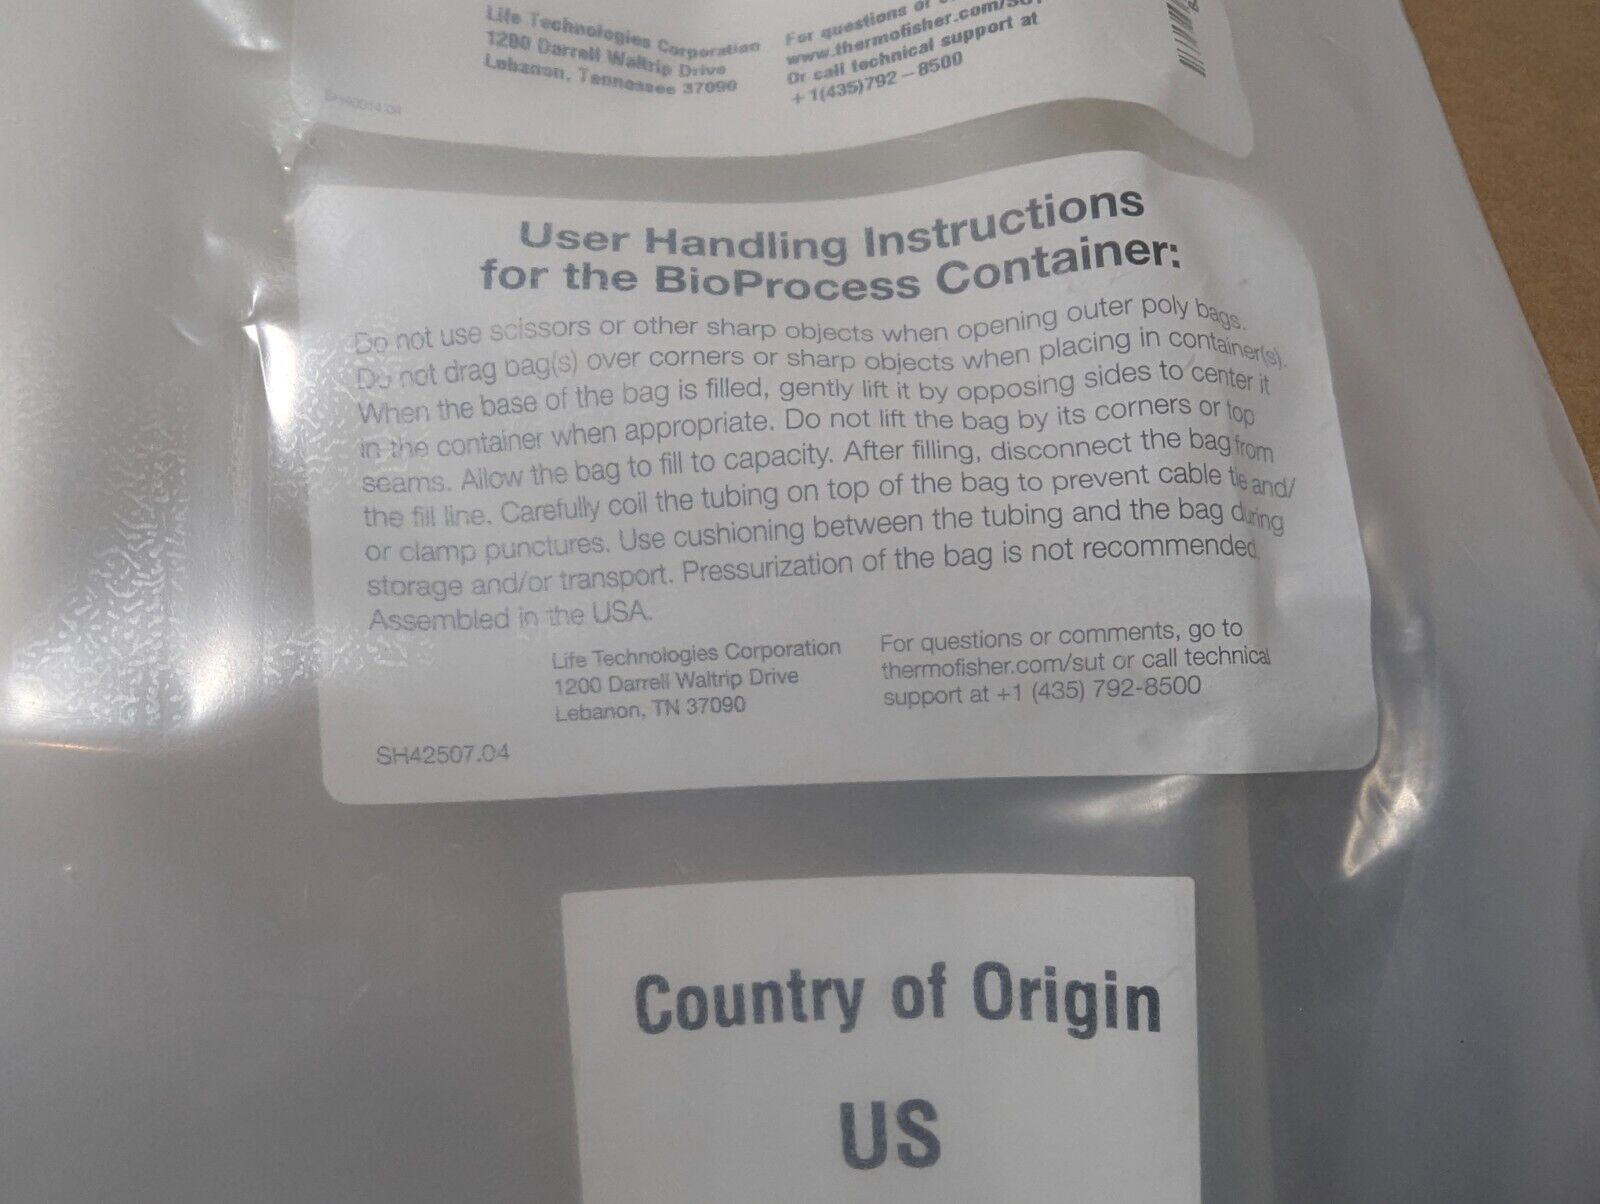 Life Technologies Corporation
1200 Darrell Waltrip Drive
Lebanon, Tennessee 37090
For questions or
www.thermofisher.com/
Or call technical support at
+1(435)792–8500
User Handling Instructions
for the BioProcess Container:
Do not use scissors or other sharp objects when opening outer poly bags.
Do not drag bag(s) over corners or sharp objects when placing in container(s).
When the base of the bag is filled, gently lift it by opposing sides to center it
in the container when appropriate. Do not lift the bag by its corners or top
seams. Allow the bag to fill to capacity. After filling, disconnect the bag from
the fill line. Carefully coil the tubing on top of the bag to prevent cable tie and/
or clamp punctures. Use cushioning between the tubing and the bag during
storage and/or transport. Pressurization of the bag is not recommended.
Assembled in the USA.
Life Technologies Corporation
1200 Darrell Waltrip Drive
Lebanon, TN 37090
For questions or comments, go to
thermofisher.com/sut or call technical
support at +1 (435) 792-8500
SH42507.04
Country of Origin
US